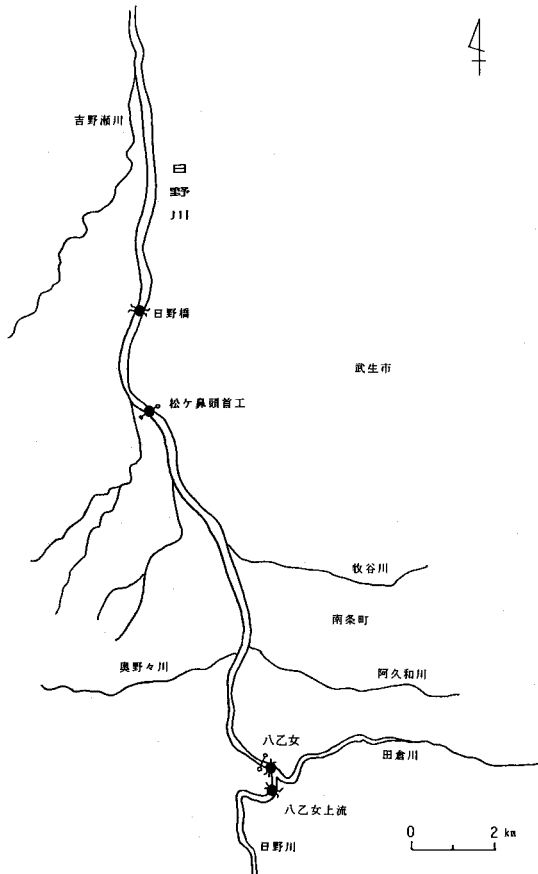 吉野瀬川
日野川
日野橋
武生市
松ケ鼻頭首工
牧谷川
南条町
奥野々川
阿久和川
八乙女
田倉川
八乙女上流
0 2 km
日野川